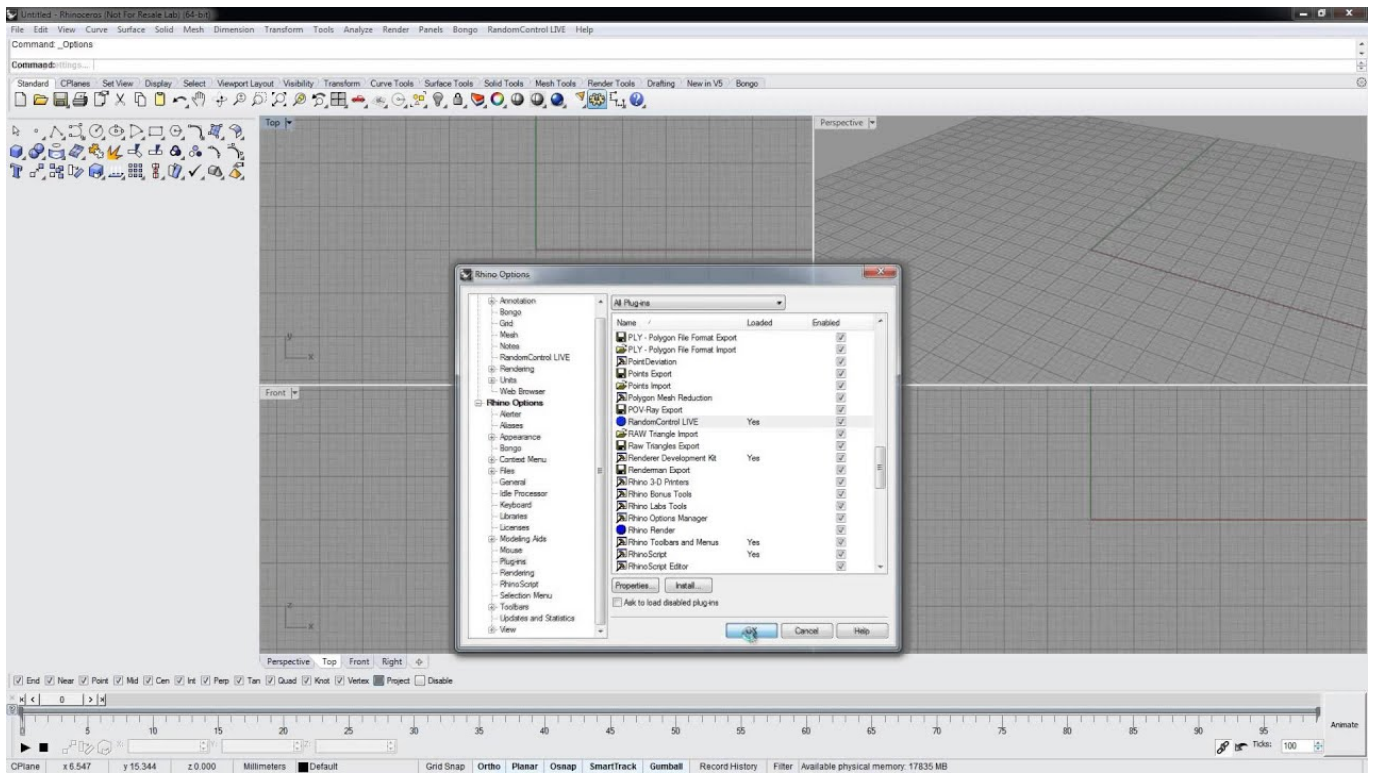 Untitled - Rhinoceros (Not For Resale Lab) (64-bit)
File Edit View Curve Surface Solid Mesh Dimension Transform Tools Analyze Render Panels Bongo RandomControl LIVE Help
Command: _Options
Command:
Standard CPlanes Set View Display Select Viewport Layout Visibility Transform Curve Tools Surface Tools Solid Tools Mesh Tools Render Tools Drafting New in V5 Bongo
Top
Perspective
y
x
Front
z
x
Rhino Options
Annotation
Bongo
Grid
Mesh
Notes
RandomControl LIVE
Rendering
Units
Web Browser
Rhino Options
Alerter
Aliases
Appearance
Bongo
Context Menu
Files
General
Idle Processor
Keyboard
Libraries
Licenses
Modeling Aids
Mouse
Plug-ins
Rendering
RhinoScript
Selection Menu
Toolbars
Updates and Statistics
View
All Plug-ins
Name Loaded Enabled
PLY - Polygon File Format Export
PLY - Polygon File Format Import
PointDeviation
Points Export
Points Import
Polygon Mesh Reduction
POV-Ray Export
RandomControl LIVE Yes
RAW Triangle Import
Raw Triangles Export
Renderer Development Kit Yes
Renderman Export
Rhino 3-D Printers
Rhino Bonus Tools
Rhino Labs Tools
Rhino Options Manager
Rhino Render
Rhino Toolbars and Menus Yes
RhinoScript Yes
RhinoScript Editor
Properties... Install...
Ask to load disabled plug-ins
OK Cancel Help
Perspective Top Front Right
End Near Point Mid Cen Int Perp Tan Quad Knot Vertex Project Disable
0
0 5 10 15 20 25 30 35 40 45 50 55 60 65 70 75 80 85 90 95
Animate
X: Y: Z:
Ticks: 100
CPlane x 6.547 y 15.344 z 0.000 Millimeters Default Grid Snap Ortho Planar Osnap SmartTrack Gumball Record History Filter Available physical memory: 17835 MB